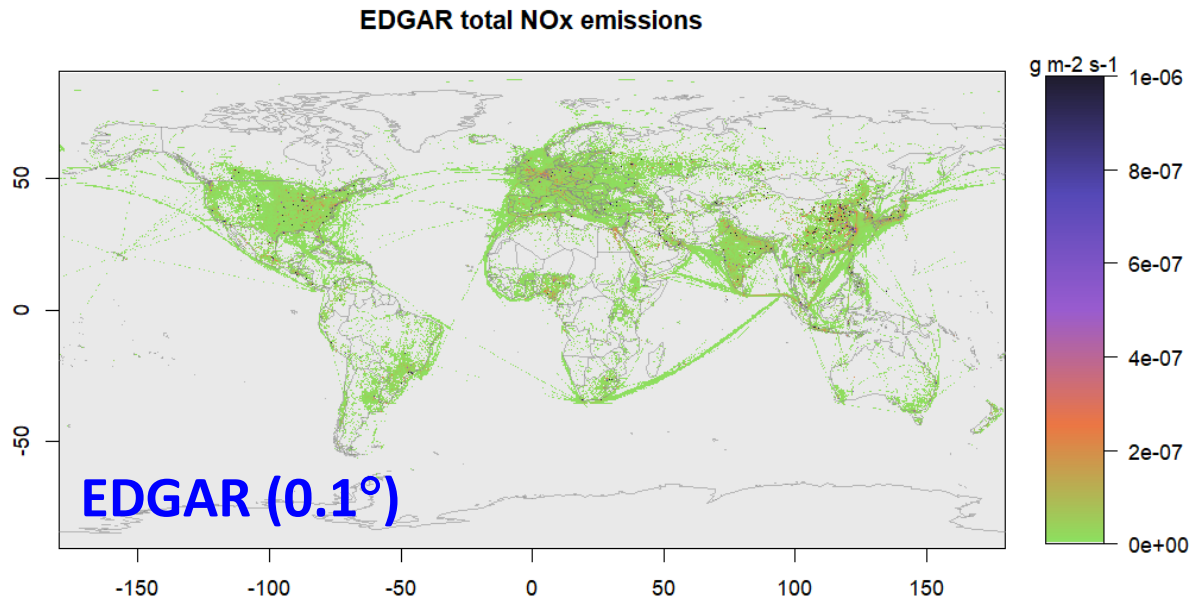 EDGAR total NOx emissions
g m-2 s-1
1e-06
8e-07
6e-07
4e-07
2e-07
0e+00
50
0
-50
EDGAR (0.1°)
-150
-100
-50
0
50
100
150